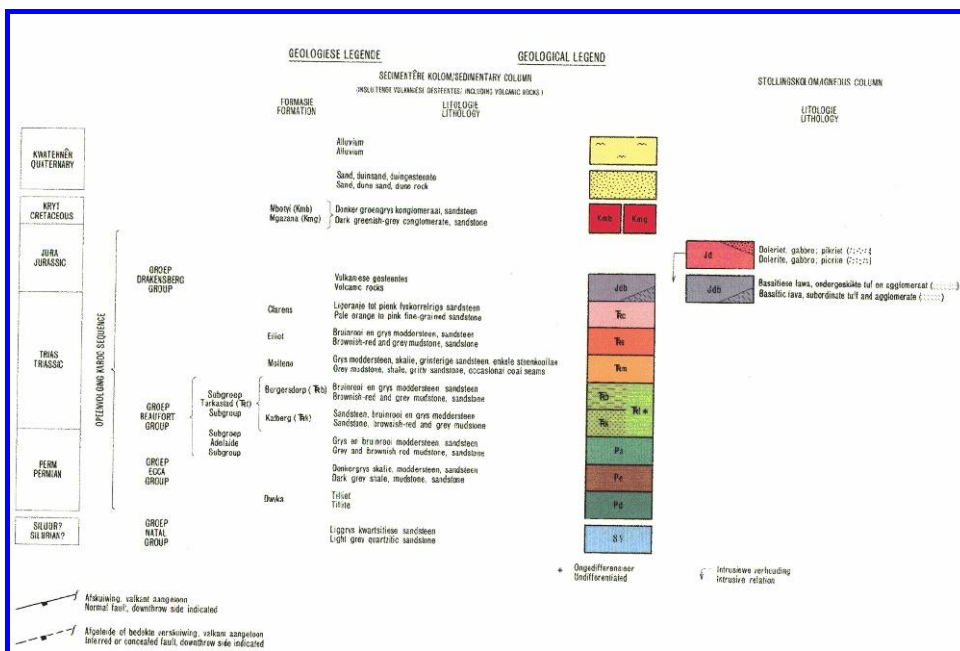 GEOLOGIESE LEGENDE
GEOLOGICAL LEGEND
SEDIMENTÊRE KOLOM/SEDIMENTARY COLUMN
(INSLUITENDE VULKANIESE GESTEENTES/ INCLUDING VOLCANIC ROCKS)
STOLLINGSKOLOM/IGNEOUS COLUMN
FORMASIE
FORMATION
LITOLOGIE
LITHOLOGY
LITOLOGIE
LITHOLOGY
KWATERNÊR
QUATERNARY
Alluvium
Alluvium
Sand, duinsand, duingesteente
Sand, dune sand, dune rock
KRYT
CRETACEOUS
Mbotyi (Kmb)
Mgazana (Kmg)
Donker groengrys konglomeraat, sandsteen
Dark greenish-grey conglomerate, sandstone
Kmb
Kmg
JURA
JURASSIC
Jd
Doleriet, gabbro; pikriet
Dolerite, gabbro; picrite
OPEENVOLGING KAROO SEQUENCE
GROEP
DRAKENSBERG
GROUP
Vulkaniese gesteentes
Volcanic rocks
Jdb
Jdb
Basaltiese lawa, ondergeskikte tuf en agglomeraat
Basaltic lava, subordinate tuff and agglomerate
TRIAS
TRIASSIC
Clarens
Ligoranje tot pienk fynkorrelrige sandsteen
Pale orange to pink fine-grained sandstone
Elliot
Bruinrooi en grys moddersteen, sandsteen
Brownish-red and grey mudstone, sandstone
Molteno
Grys moddersteen, skalie, grinterige sandsteen, enkele steenkoollae
Grey mudstone, shale, gritty sandstone, occasional coal seams
GROEP
BEAUFORT
GROUP
Subgroep
Tarkastad
Subgroup
Burgersdorp
Bruinrooi en grys moddersteen, sandsteen
Brownish-red and grey mudstone, sandstone
Katberg
Sandsteen, bruinrooi en grys moddersteen
Sandstone, brownish-red and grey mudstone
Subgroep
Adelaide
Subgroup
Grys en bruinrooi moddersteen, sandsteen
Grey and brownish red mudstone, sandstone
Pa
PERM
PERMIAN
GROEP
ECCA
GROUP
Donkergrys skalie, moddersteen, sandsteen
Dark grey shale, mudstone, sandstone
Pe
Dwyka
Tilliet
Tillite
Pd
SILUUR?
SILURIAN?
GROEP
NATAL
GROUP
Liggrys kwartsitiese sandsteen
Light grey quartzitic sandstone
* Ongedifferensieer
Undifferentiated
Intrusiewe verhouding
Intrusive relation
Afskuiwing, valkant aangetoon
Normal fault, downthrow side indicated
Afgeleide of bedekte verskuiwing, valkant aangetoon
Inferred or concealed fault, downthrow side indicated